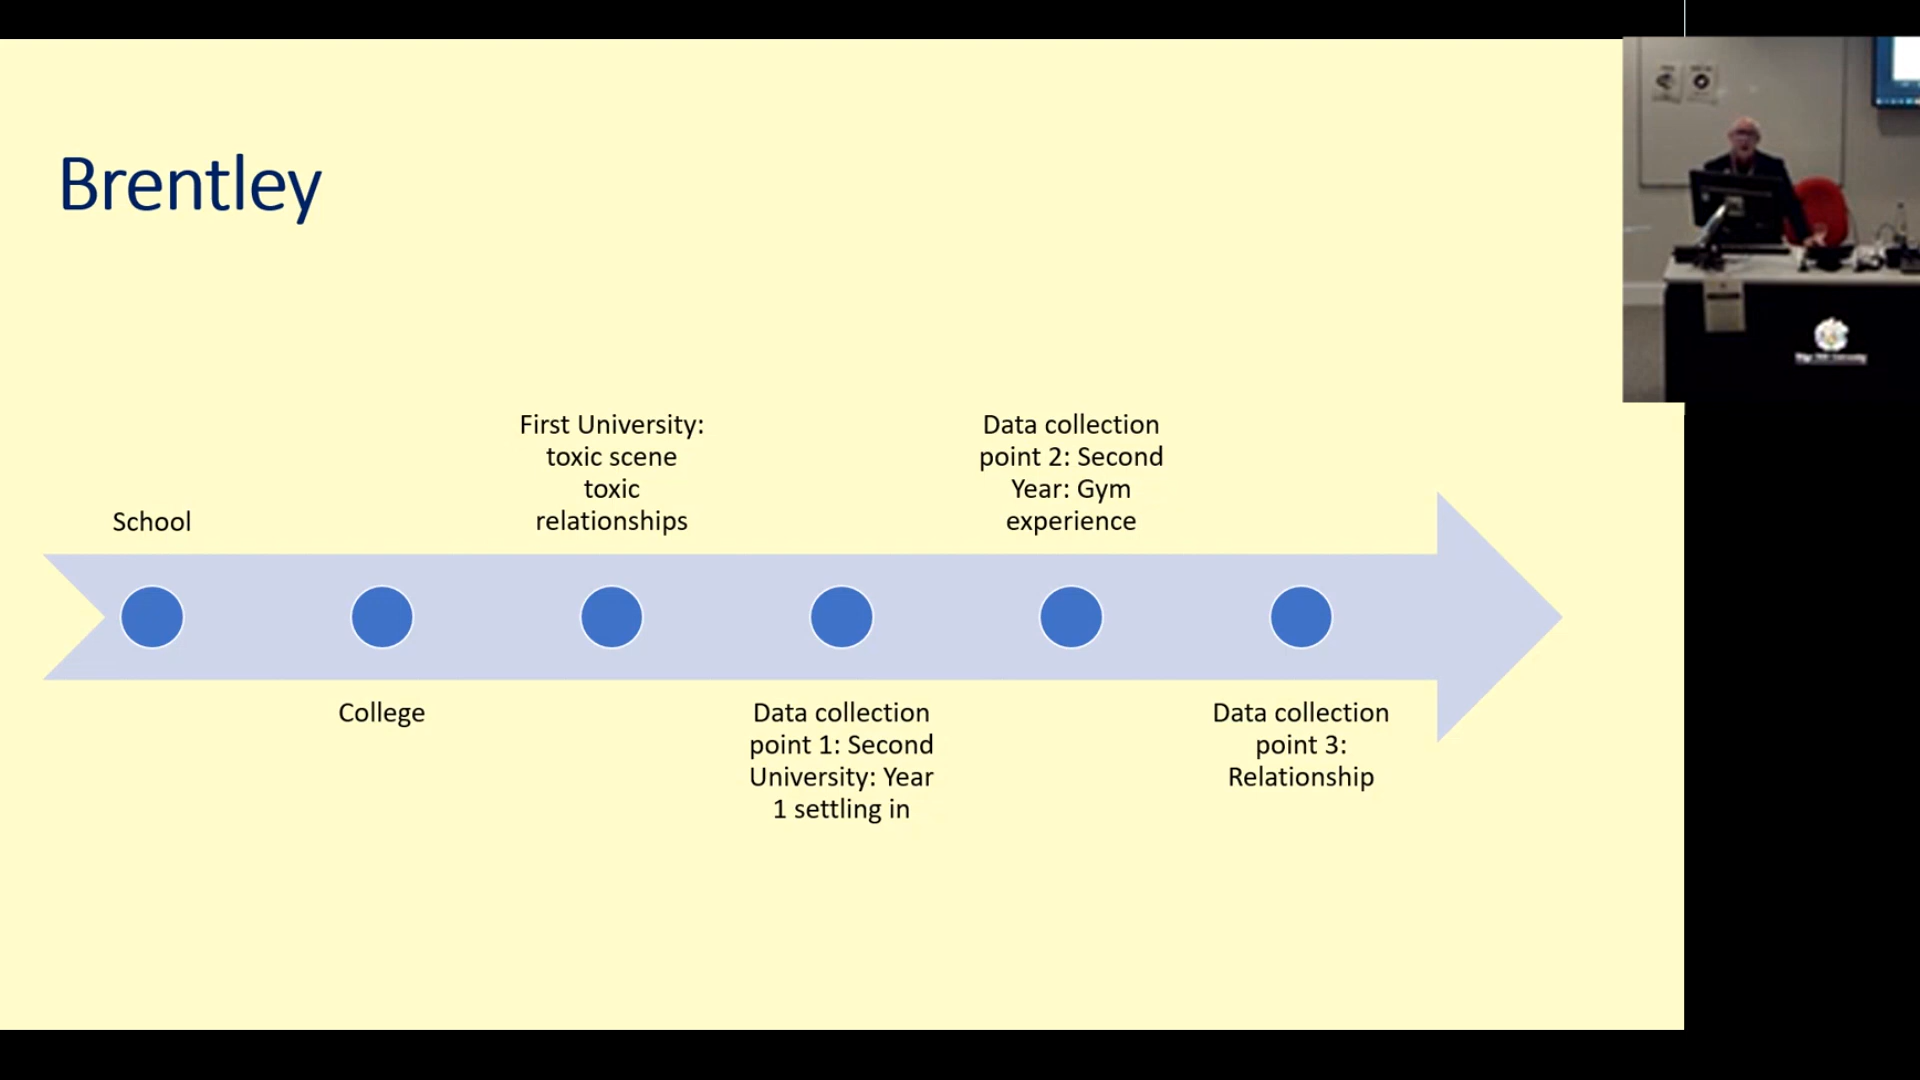 Brentley
School
College
First University:
toxic scene
toxic
relationships
Data collection
point 1: Second
University: Year
1 settling in
Data collection
point 2: Second
Year: Gym
experience
Data collection
point 3:
Relationship